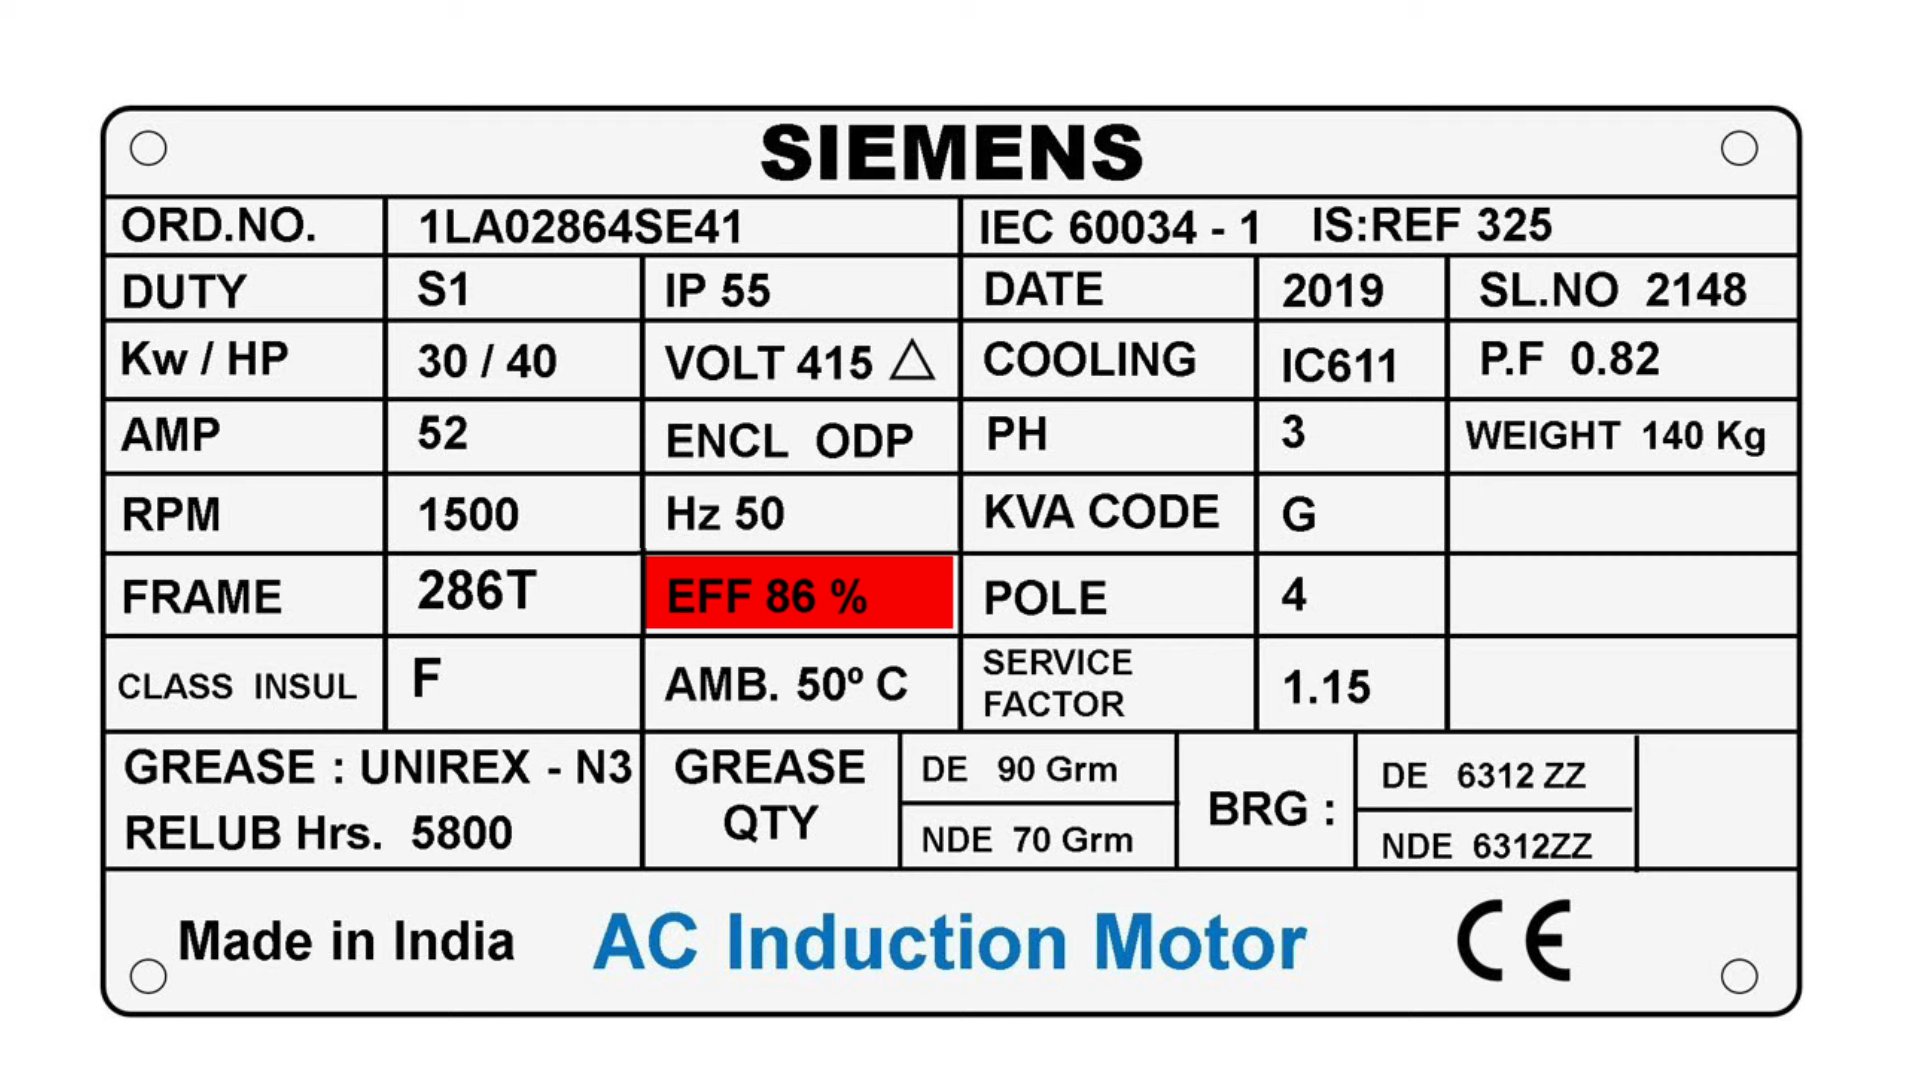 SIEMENS
ORD.NO. 1LA02864SE41 IEC 60034 - 1 IS:REF 325
DUTY S1 IP 55 DATE 2019 SL.NO 2148
Kw / HP 30 / 40 VOLT 415 △ COOLING IC611 P.F 0.82
AMP 52 ENCL ODP PH 3 WEIGHT 140 Kg
RPM 1500 Hz 50 KVA CODE G
FRAME 286T EFF 86 % POLE 4
CLASS INSUL F AMB. 50º C SERVICE FACTOR 1.15
GREASE : UNIREX - N3
RELUB Hrs. 5800
GREASE
QTY
DE 90 Grm
NDE 70 Grm
BRG :
DE 6312 ZZ
NDE 6312ZZ
Made in India AC Induction Motor CE